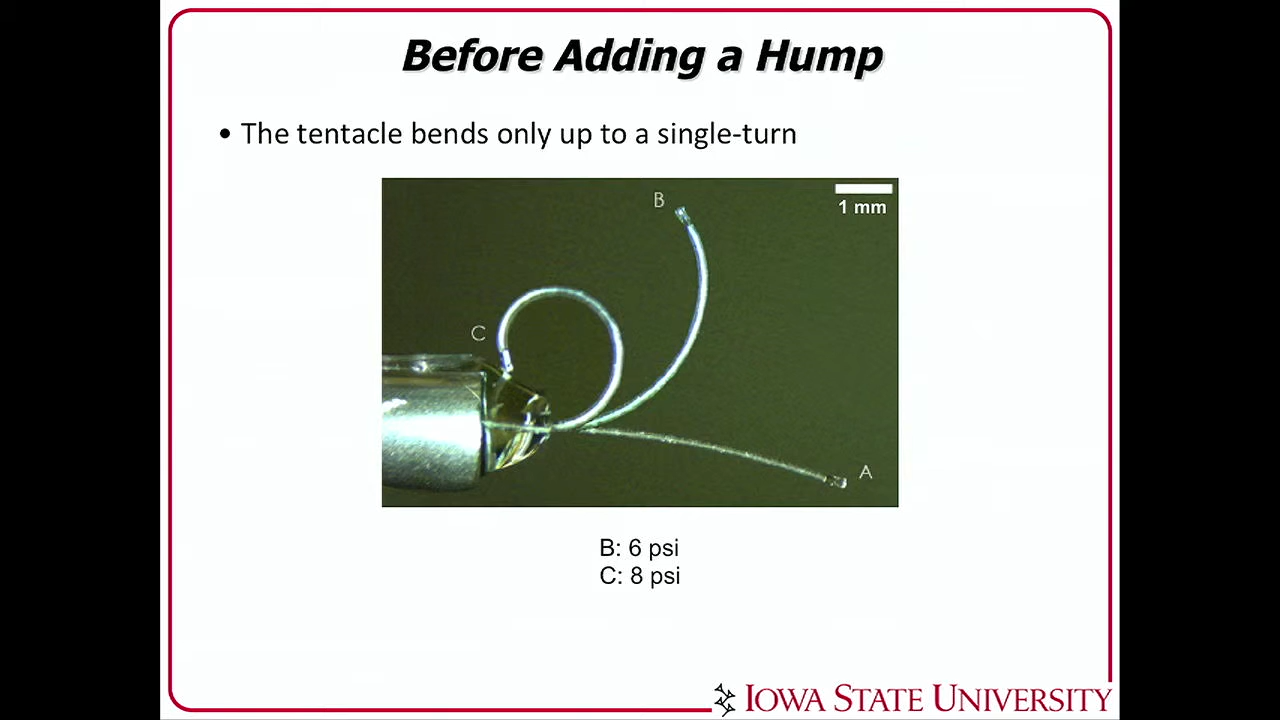 Before Adding a Hump
• The tentacle bends only up to a single-turn
B
1 mm
C
A
B: 6 psi
C: 8 psi
IOWA STATE UNIVERSITY